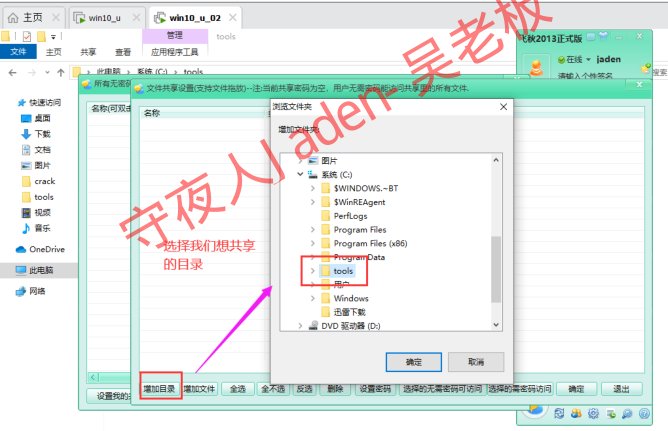 主页
win10_u
win10_u_02
管理
tools
文件
主页
共享
查看
应用程序工具
此电脑
系统 (C:)
tools
快速访问
桌面
下载
文档
图片
crack
tools
视频
音乐
OneDrive
此电脑
网络
飞秋2013正式版
在线
jaden
请输入个性签名
搜索
所有无密码
名称(可双击
文件共享设置(支持文件拖放)--注:当前共享密码为空，用户无需密码能访问共享里的所有文件.
名称
浏览文件夹
增加文件夹:
图片
系统 (C:)
$WINDOWS.~BT
$WinREAgent
PerfLogs
Program Files
Program Files (x86)
ProgramData
tools
用户
Windows
迅雷下载
DVD 驱动器 (D:)
确定
取消
选择我们想共享
的目录
增加目录
增加文件
全选
全不选
反选
删除
设置密码
选择的无需密码可访问
选择的需密码访问
确定
退出
设置我的共
守夜人Jaden-吴老板